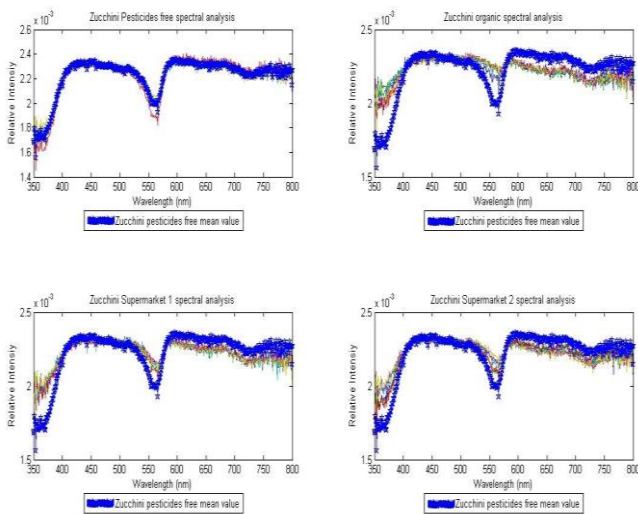 Zucchini Pesticides free spectral analysis
x 10⁻³
2.6
2.4
2.2
2
1.8
1.6
1.4
Relative Intensiy
350 400 450 500 550 600 650 700 750 800
Wavelength (nm)
Zucchini pesticides free mean value
Zucchini organic spectral analysis
x 10⁻³
2.5
2
1.5
Relative Intensiy
350 400 450 500 550 600 650 700 750 800
Wavelength (nm)
Zucchini pesticides free mean value
Zucchini Supermarket 1 spectral analysis
x 10⁻³
2.5
2
1.5
Relative Intensiy
350 400 450 500 550 600 650 700 750 800
Wavelength (nm)
Zucchini pesticides free mean value
Zucchini Supermarket 2 spectral analysis
x 10⁻³
2.5
2
1.5
Relative Intensiy
350 400 450 500 550 600 650 700 750 800
Wavelength (nm)
Zucchini pesticides free mean value